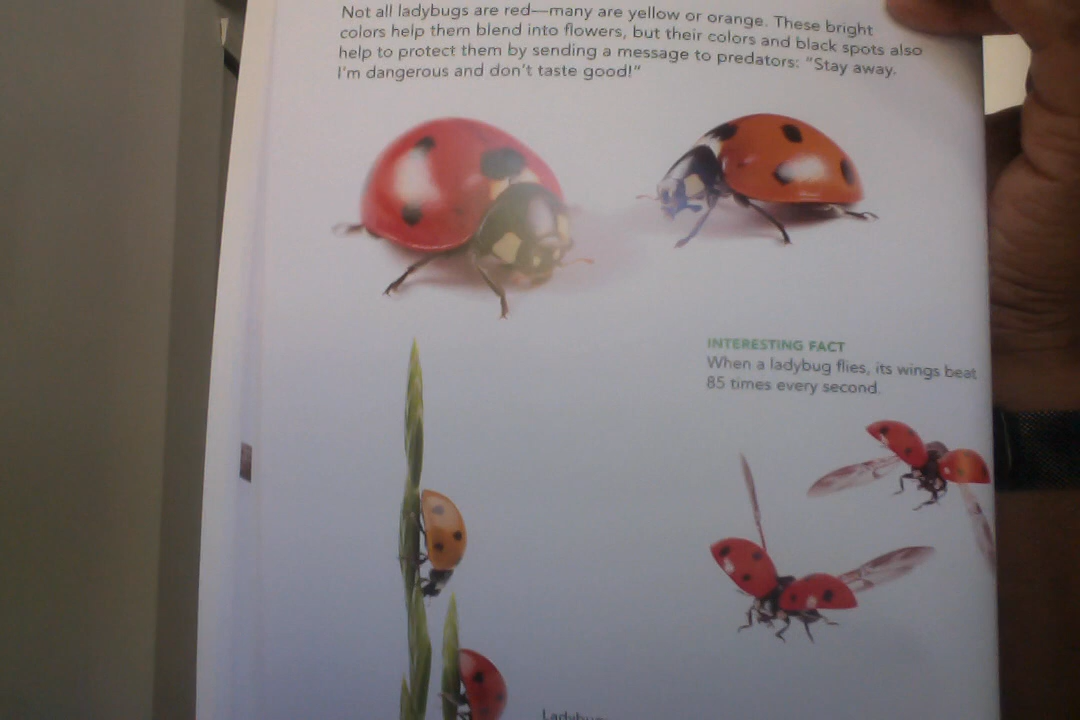 Not all ladybugs are red—many are yellow or orange. These bright
colors help them blend into flowers, but their colors and black spots also
help to protect them by sending a message to predators: “Stay away.
I’m dangerous and don’t taste good!”
INTERESTING FACT
When a ladybug flies, its wings beat
85 times every second.